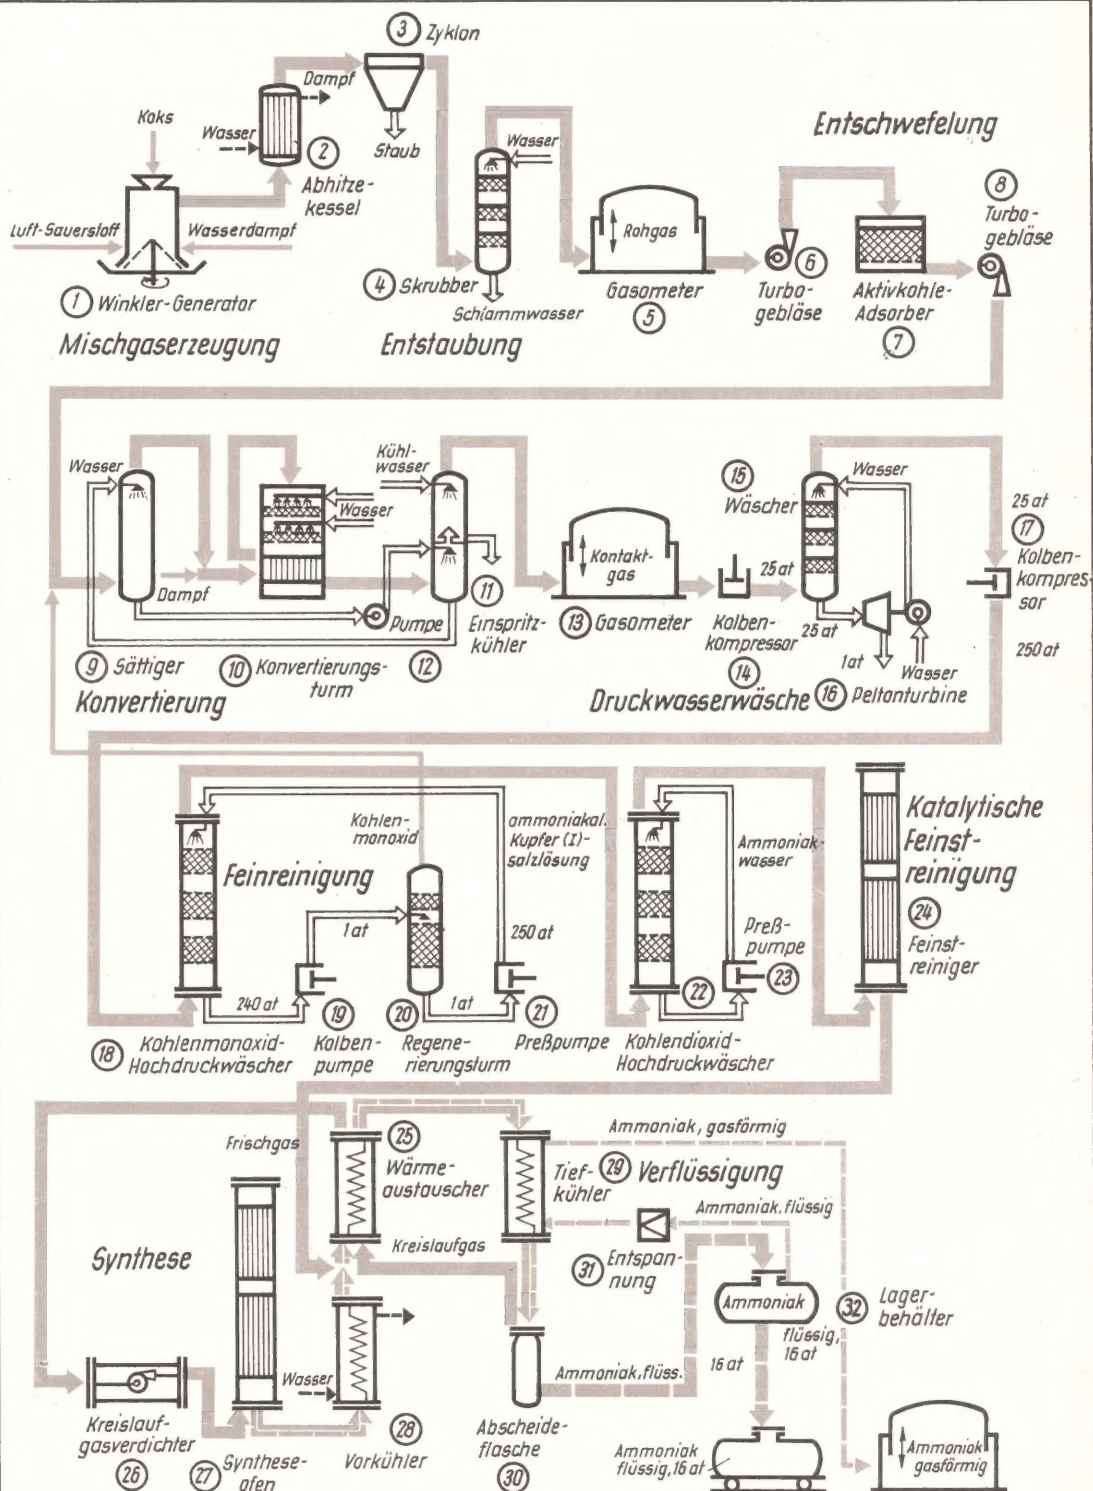 3 Zyklon
Dampf
Koks
Wasser
2
Abhitze-
kessel
Staub
Wasser
Entschwefelung
8
Turbo-
gebläse
Luft-Sauerstoff
Wasserdampf
Rohgas
1 Winkler-Generator
4 Skrubber
Schlammwasser
Gasometer
5
6
Turbo-
gebläse
Aktivkohle-
Adsorber
7
Mischgaserzeugung
Entstaubung
Wasser
Kühl-
wasser
Wasser
15
Wäscher
Wasser
25 at
17
Kolben-
kompres-
sor
250 at
Kontakt-
gas
25 at
Dampf
Pumpe
11
Einspritz-
kühler
13 Gasometer
Kolben-
kompressor
14
25 at
1 at
Wasser
9 Sättiger
10 Konvertierungs-
turm
12
16 Peltonturbine
Konvertierung
Druckwasserwäsche
Kohlen-
monoxid
ammoniakal.
Kupfer (I)-
salzlösung
Ammoniak-
wasser
Katalytische
Feinst-
reinigung
24
Feinst-
reiniger
Feinreinigung
1 at
250 at
Preß-
pumpe
23
240 at
1 at
22
18 Kohlenmonoxid-
Hochdruckwäscher
19
Kolben-
pumpe
20
Regene-
rierungsturm
21
Preßpumpe
Kohlendioxid-
Hochdruckwäscher
Frischgas
25
Wärme-
austauscher
Ammoniak, gasförmig
Tief-
kühler
29 Verflüssigung
Ammoniak, flüssig
Kreislaufgas
Synthese
31 Entspan-
nung
Ammoniak
32 Lager-
behälter
flüssig,
16 at
16 at
Wasser
Ammoniak, flüss.
Kreislauf-
gasverdichter
26
27 Synthese-
ofen
28
Vorkühler
Abscheide-
flasche
30
Ammoniak
flüssig, 16 at
Ammoniak
gasförmig